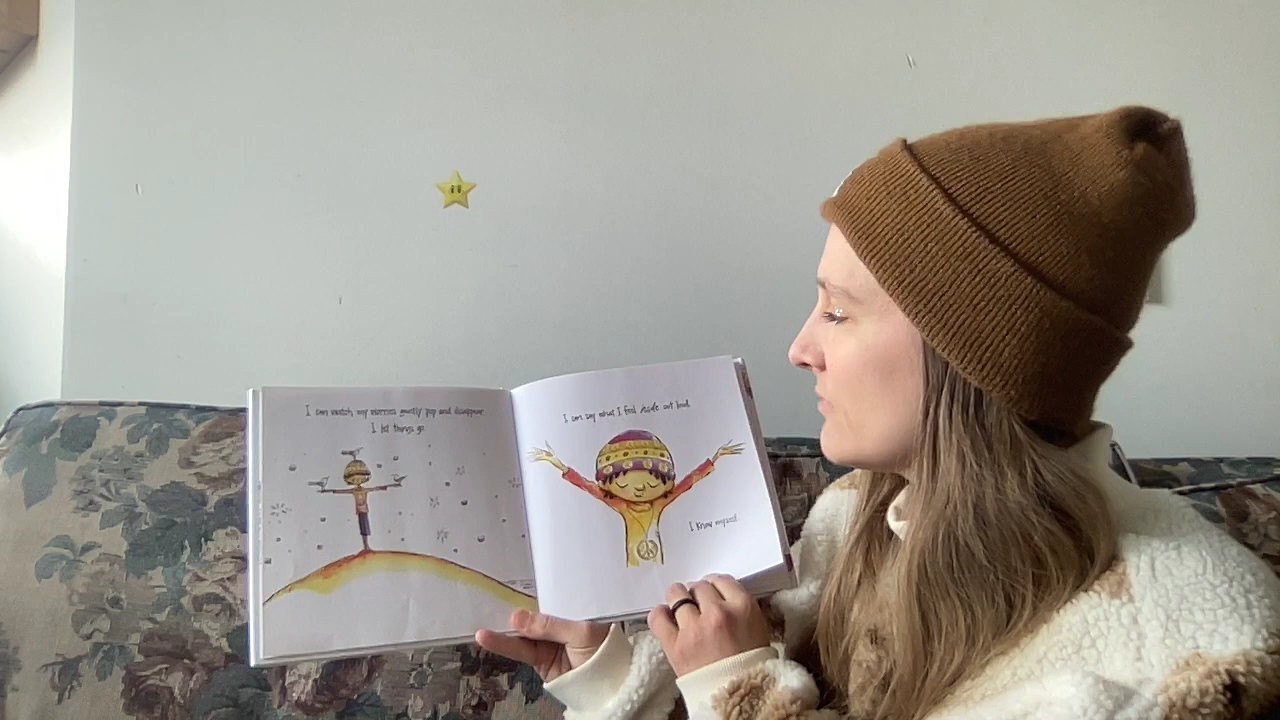 I can watch my worries gently pop and disappear.
I let things go.
I can say what I feel inside out loud.
I know myself.